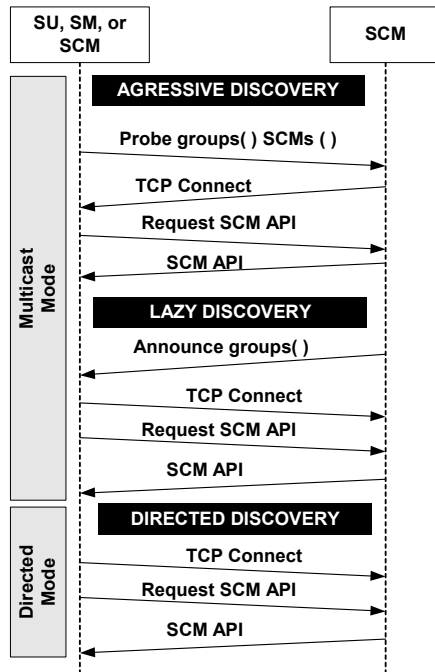 SU, SM, or
SCM
SCM
AGRESSIVE DISCOVERY
Probe groups( ) SCMs ( )
TCP Connect
Request SCM API
SCM API
Multicast
Mode
LAZY DISCOVERY
Announce groups( )
TCP Connect
Request SCM API
SCM API
DIRECTED DISCOVERY
Directed
Mode
TCP Connect
Request SCM API
SCM API